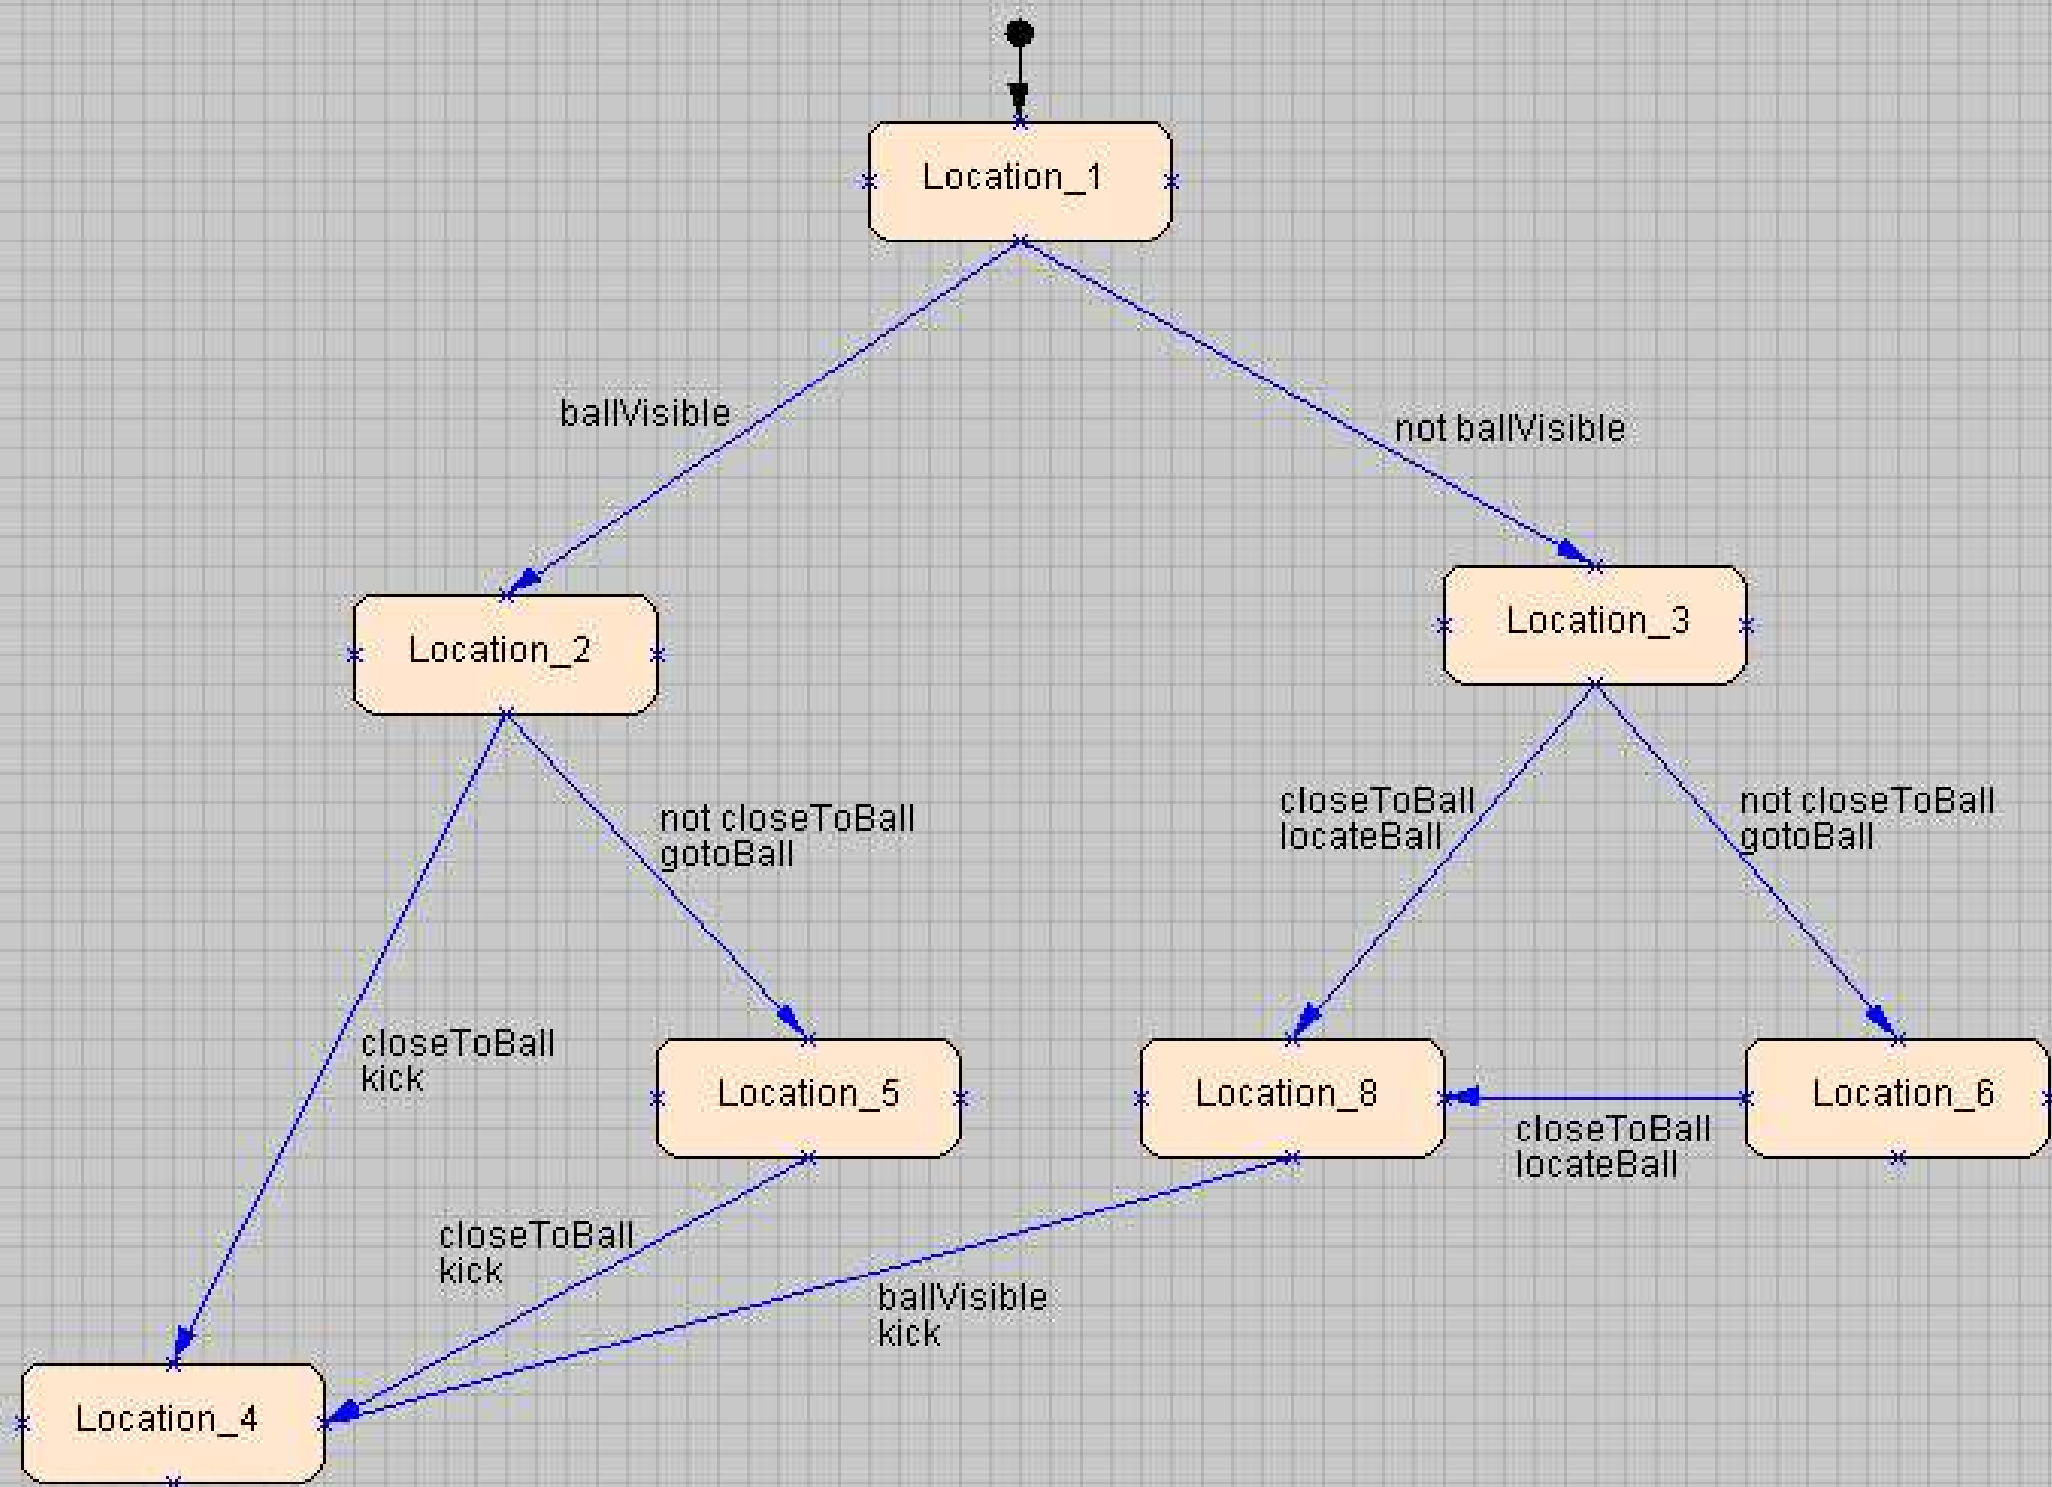 Location_1
ballVisible
not ballVisible
Location_2
Location_3
not closeToBall
gotoBall
closeToBall
locateBall
not closeToBall
gotoBall
closeToBall
kick
Location_5
Location_8
Location_6
closeToBall
locateBall
closeToBall
kick
ballVisible
kick
Location_4